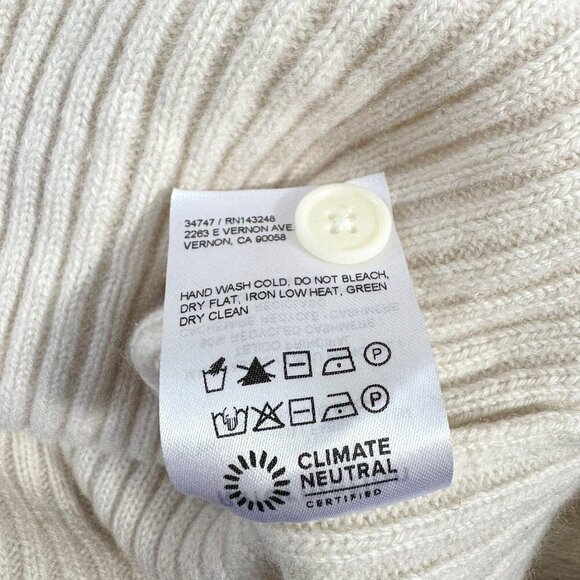 34747 / RN143248
2263 E VERNON AVE.
VERNON, CA 90058
HAND WASH COLD, DO NOT BLEACH,
DRY FLAT, IRON LOW HEAT, GREEN
DRY CLEAN
P
P
CLIMATE
NEUTRAL
CERTIFIED